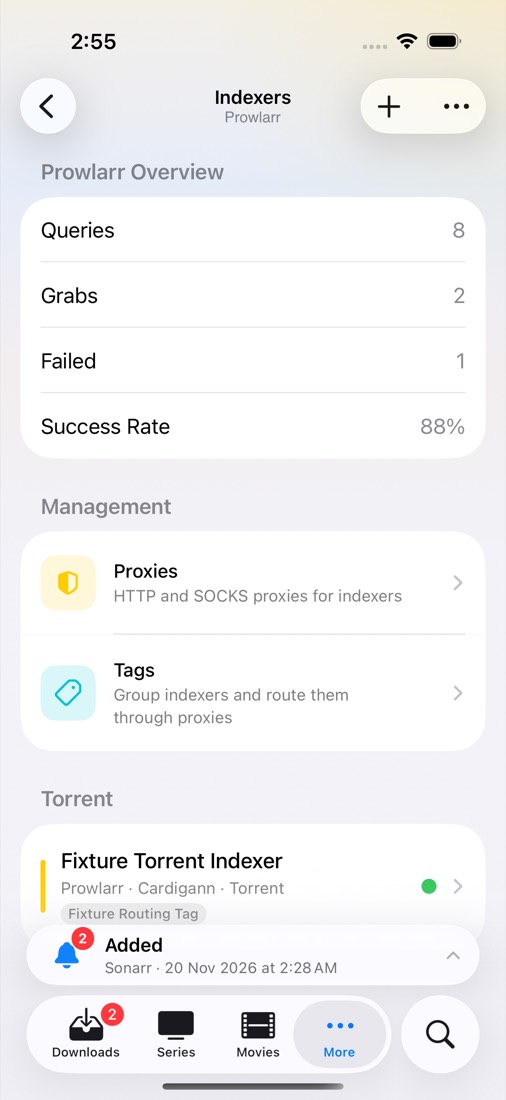 2:55
Indexers
Prowlarr
Prowlarr Overview
Queries 8
Grabs 2
Failed 1
Success Rate 88%
Management
Proxies
HTTP and SOCKS proxies for indexers
Tags
Group indexers and route them
through proxies
Torrent
Fixture Torrent Indexer
Prowlarr · Cardigann · Torrent
Fixture Routing Tag
2
Added
Sonarr · 20 Nov 2026 at 2:28 AM
2
Downloads Series Movies More